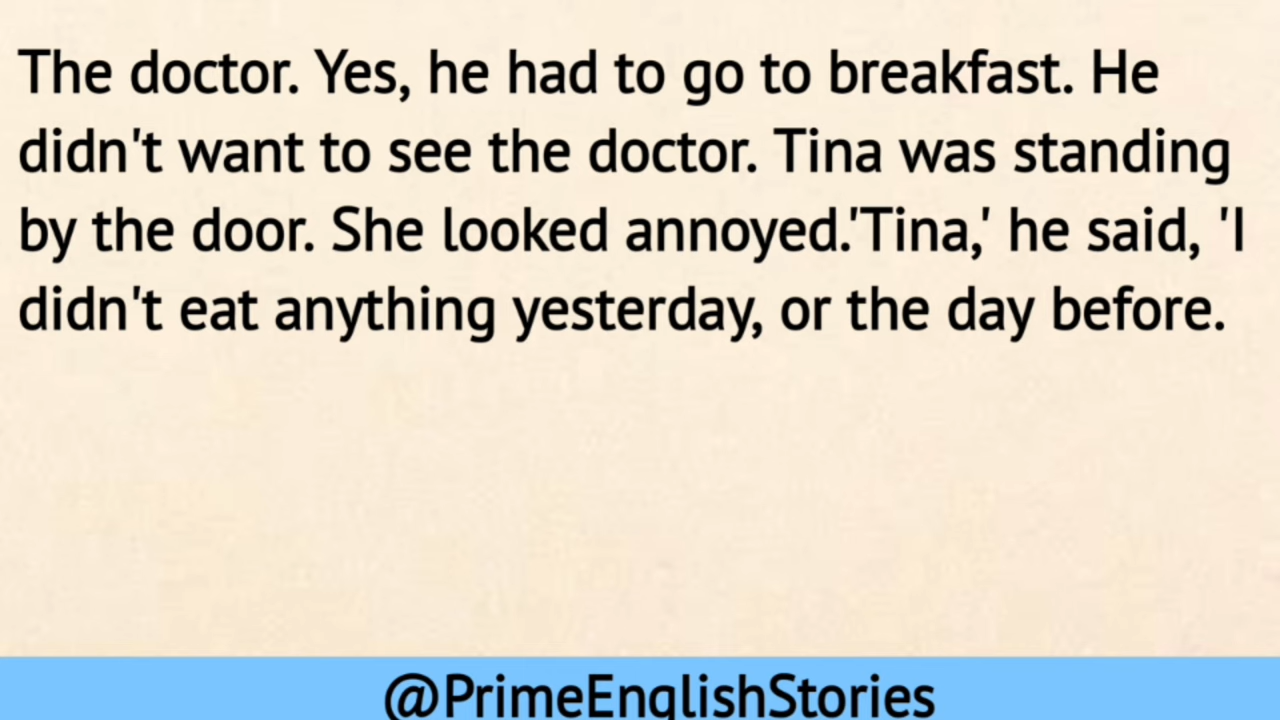 The doctor. Yes, he had to go to breakfast. He
didn't want to see the doctor. Tina was standing
by the door. She looked annoyed.'Tina,' he said, 'I
didn't eat anything yesterday, or the day before.
@PrimeEnglishStories